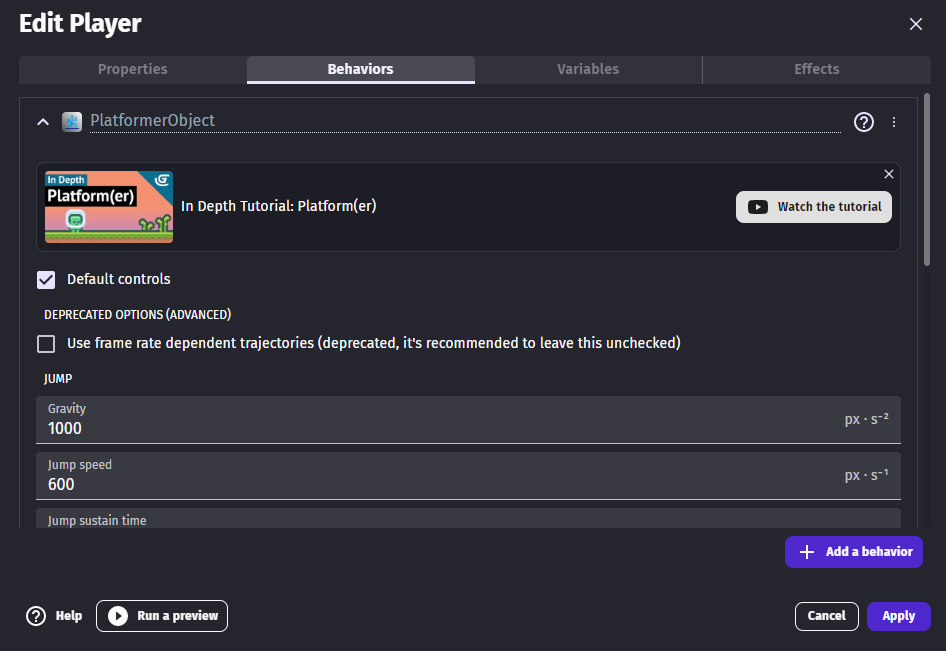 Edit Player
Properties
Behaviors
Variables
Effects
PlatformerObject
In Depth
Platform(er)
In Depth Tutorial: Platform(er)
Watch the tutorial
Default controls
DEPRECATED OPTIONS (ADVANCED)
Use frame rate dependent trajectories (deprecated, it's recommended to leave this unchecked)
JUMP
Gravity
1000
px · s⁻²
Jump speed
600
px · s⁻¹
Jump sustain time
Add a behavior
Help
Run a preview
Cancel
Apply